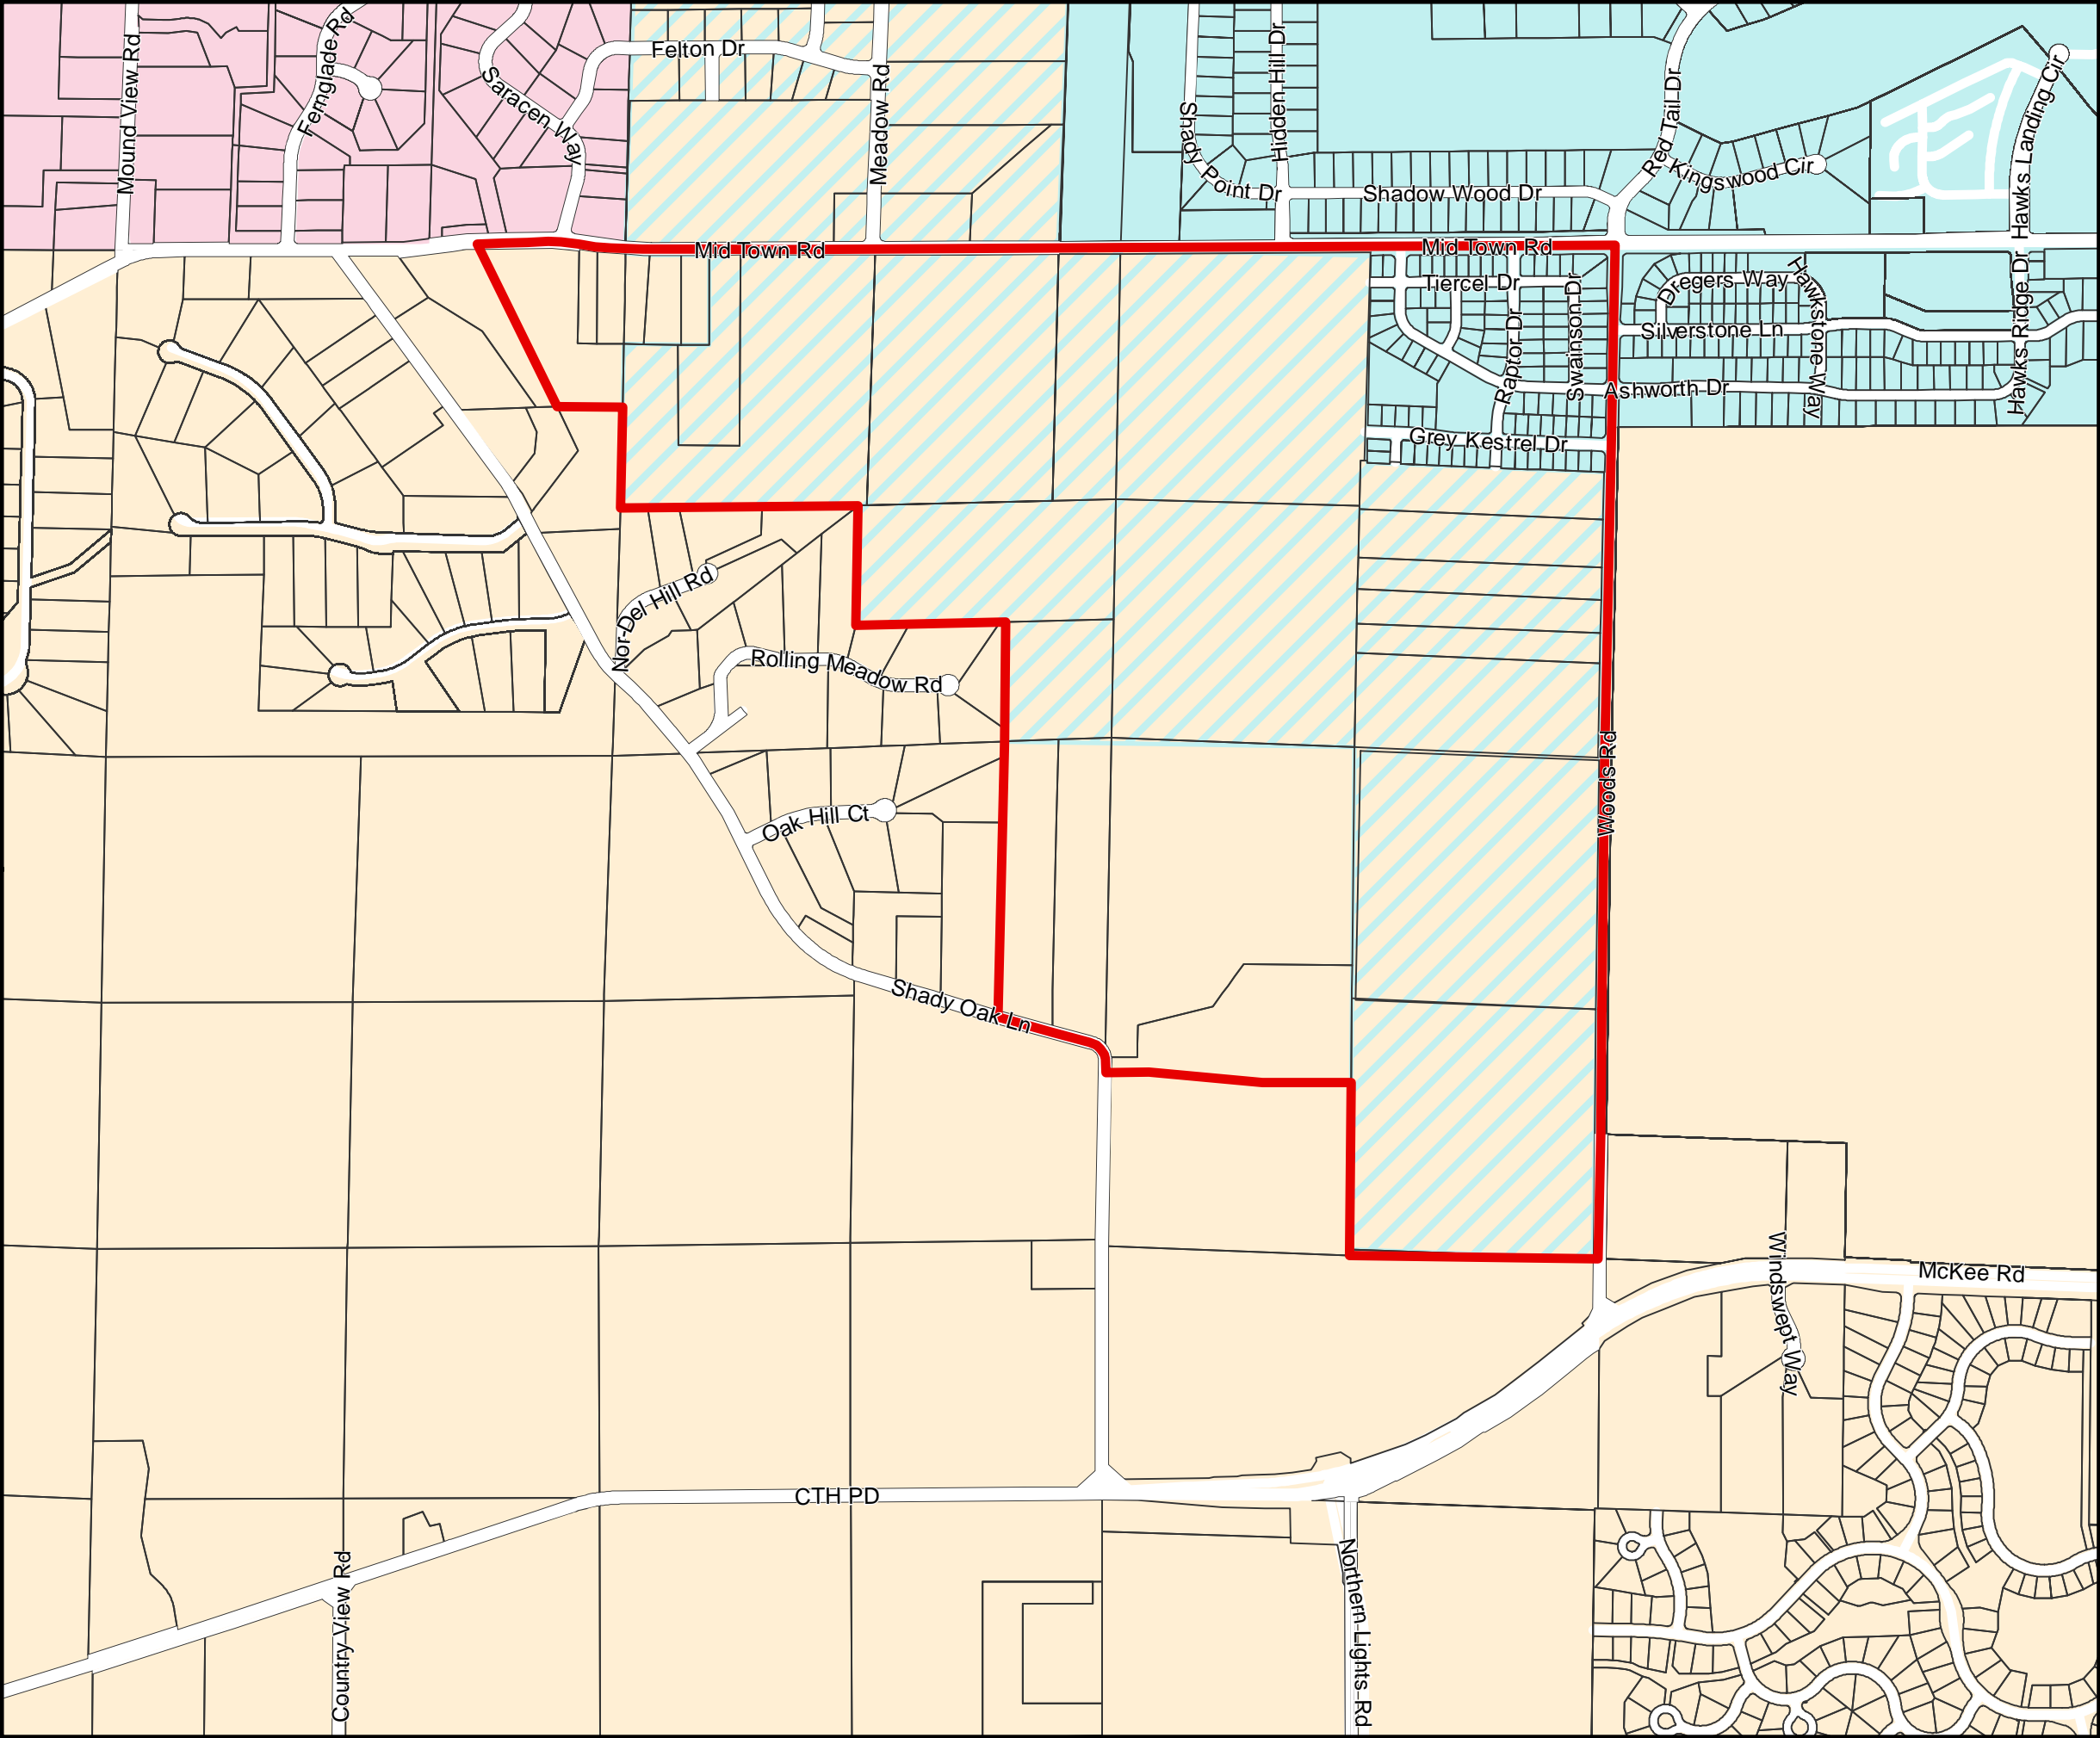 Mound View Rd
Fernglade Rd
Saracen Way
Felton Dr
Meadow Rd
Shady Point Dr
Hidden Hill Dr
Shadow Wood Dr
Red Tail Dr
Kingswood Cir
Hawks Landing Cir
Mid Town Rd
Mid Town Rd
Tiercel Dr
Raptor Dr
Swainson Dr
Dregers Way
Hawkstone Way
Silverstone Ln
Ashworth Dr
Hawks Ridge Dr
Grey Kestrel Dr
Nor-Del Hill Rd
Rolling Meadow Rd
Oak Hill Ct
Woods Rd
Shady Oak Ln
Windswept Way
McKee Rd
CTH PD
Country View Rd
Northern Lights Rd